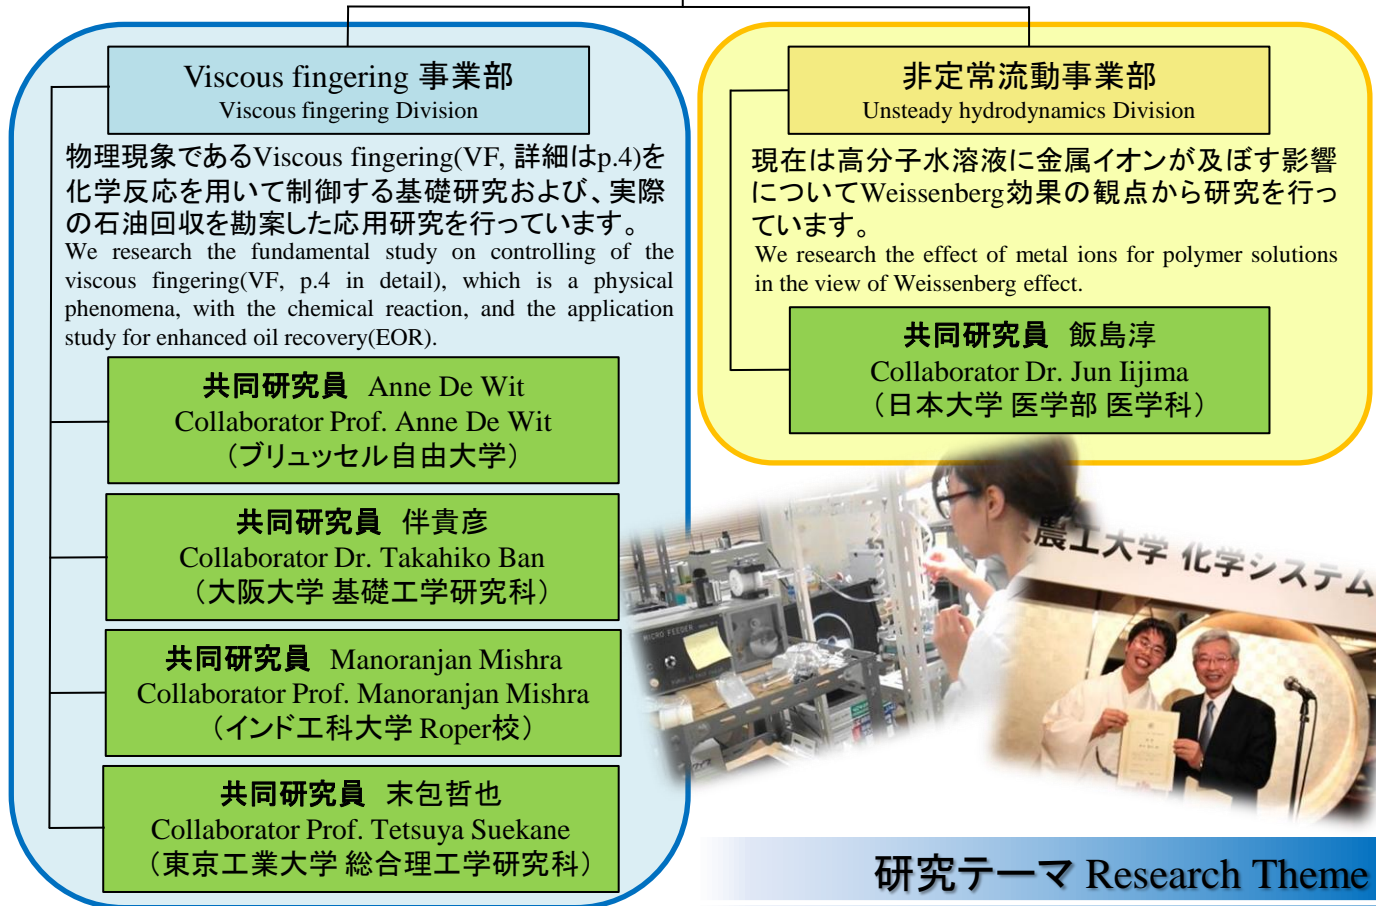 Viscous fingering 事業部
Viscous fingering Division
物理現象であるViscous fingering(VF, 詳細はp.4)を
化学反応を用いて制御する基礎研究および、実際
の石油回収を勘案した応用研究を行っています。
We research the fundamental study on controlling of the
viscous fingering(VF, p.4 in detail), which is a physical
phenomena, with the chemical reaction, and the application
study for enhanced oil recovery(EOR).
共同研究員 Anne De Wit
Collaborator Prof. Anne De Wit
（ブリュッセル自由大学）
共同研究員 伴貴彦
Collaborator Dr. Takahiko Ban
（大阪大学 基礎工学研究科）
共同研究員 Manoranjan Mishra
Collaborator Prof. Manoranjan Mishra
（インド工科大学 Roper校）
共同研究員 末包哲也
Collaborator Prof. Tetsuya Suekane
（東京工業大学 総合理工学研究科）
非定常流動事業部
Unsteady hydrodynamics Division
現在は高分子水溶液に金属イオンが及ぼす影響
についてWeissenberg効果の観点から研究を行っ
ています。
We research the effect of metal ions for polymer solutions
in the view of Weissenberg effect.
共同研究員 飯島淳
Collaborator Dr. Jun Iijima
（日本大学 医学部 医学科）
MICRO FEEDER
農工大学 化学システム
研究テーマ Research Theme